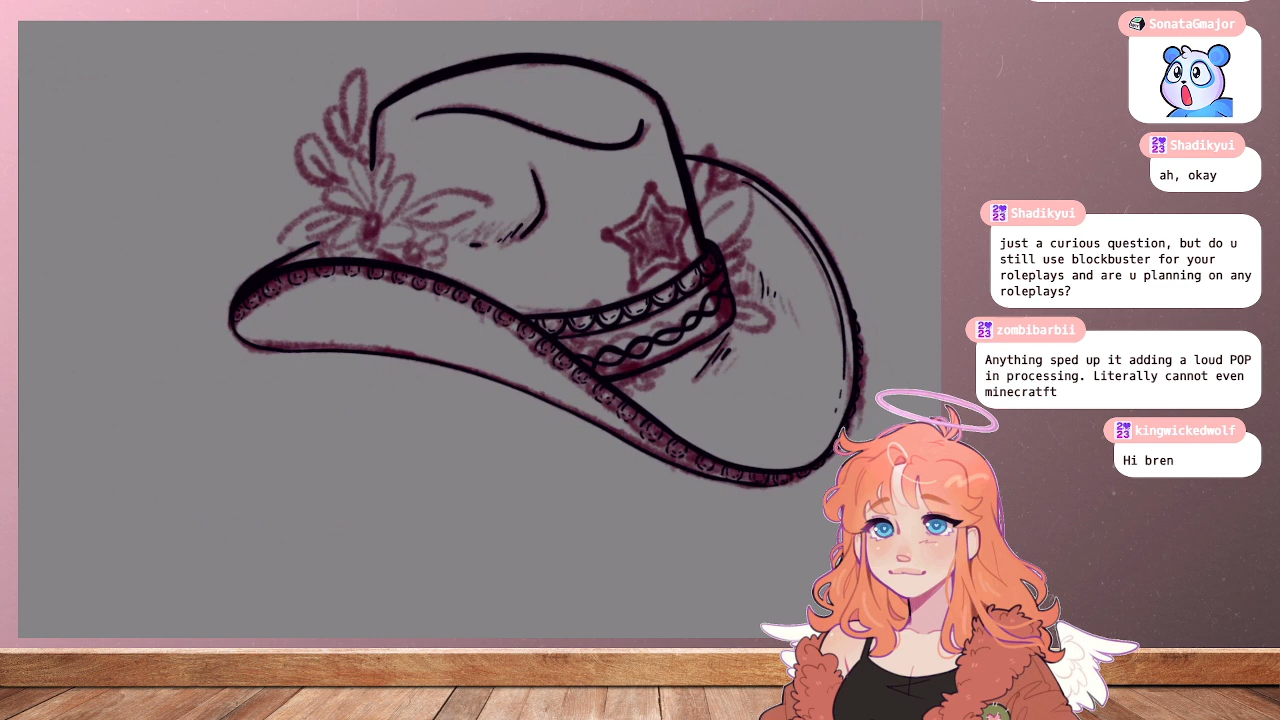 SonataGmajor
Shadikyui
ah, okay
Shadikyui
just a curious question, but do u
still use blockbuster for your
roleplays and are u planning on any
roleplays?
zombibarbii
Anything sped up it adding a loud POP
in processing. Literally cannot even
minecratft
kingwickedwolf
Hi bren